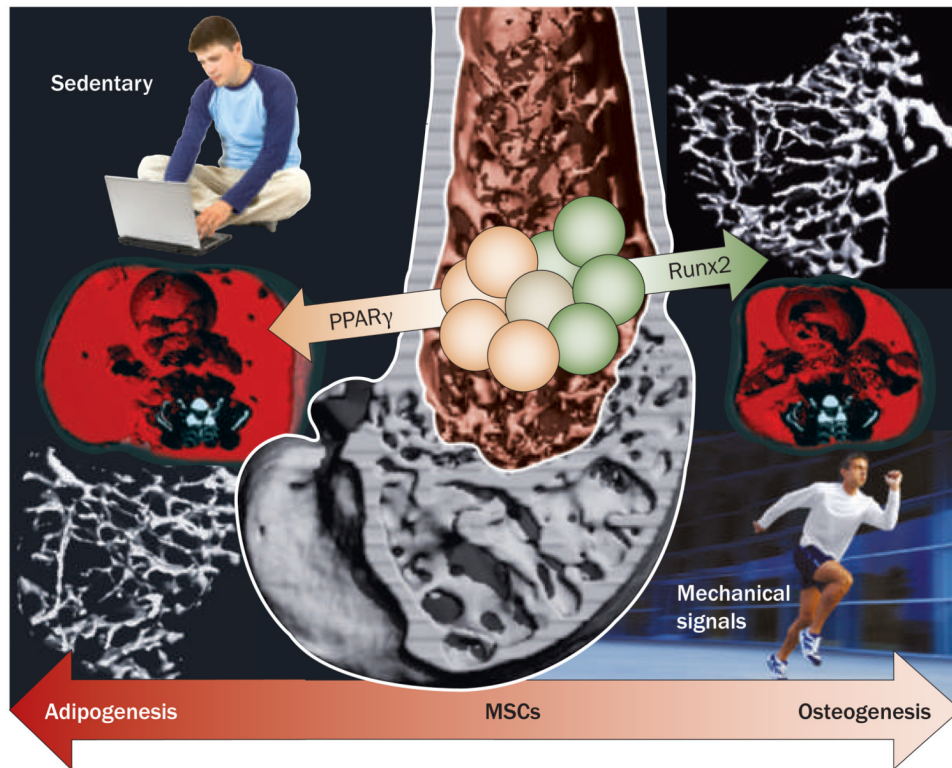 Sedentary
Runx2
PPARγ
Mechanical
signals
Adipogenesis
MSCs
Osteogenesis